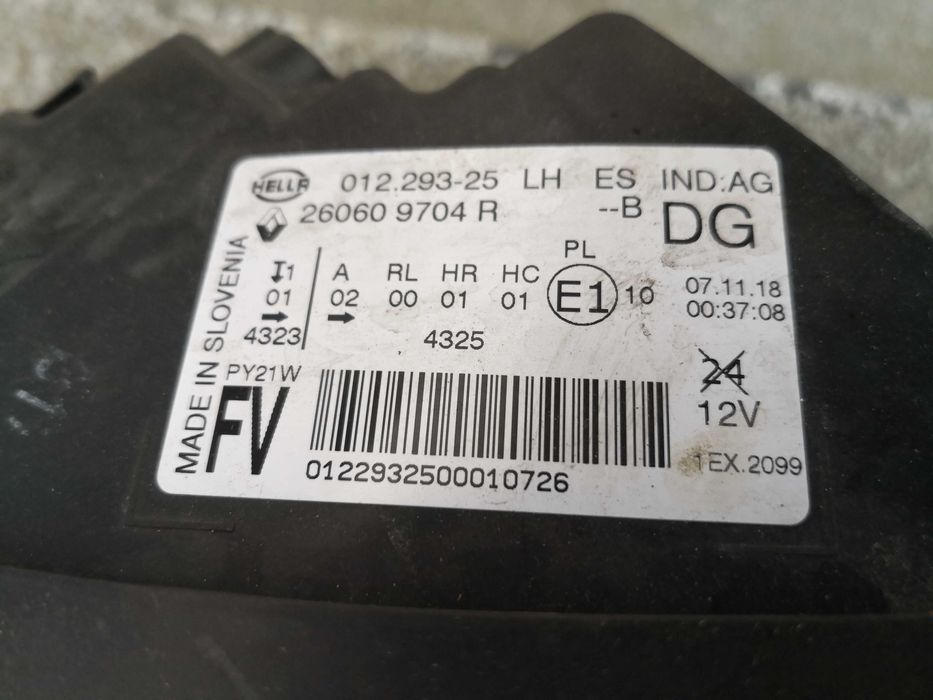 HELLA 012.293-25 LH ES IND:AG
260609704R --B DG
MADE IN SLOVENIA
PL
1 A RL HR HC E1 10 07.11.18
01 02 00 01 01 00:37:08
4323 4325
PY21W 24
FV 12V
0122932500010726 1EX.2099